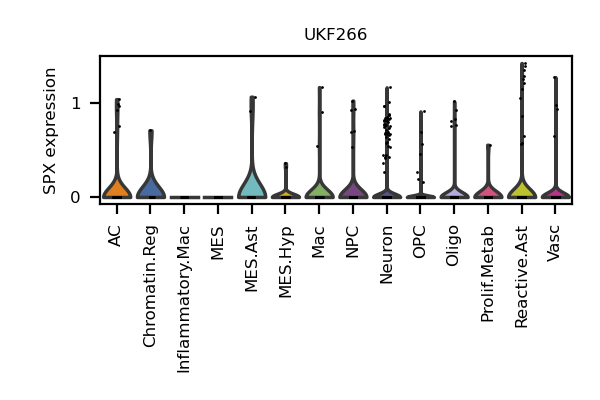 UKF266
SPX expression
1
0
AC
Chromatin.Reg
Inflammatory.Mac
MES
MES.Ast
MES.Hyp
Mac
NPC
Neuron
OPC
Oligo
Prolif.Metab
Reactive.Ast
Vasc